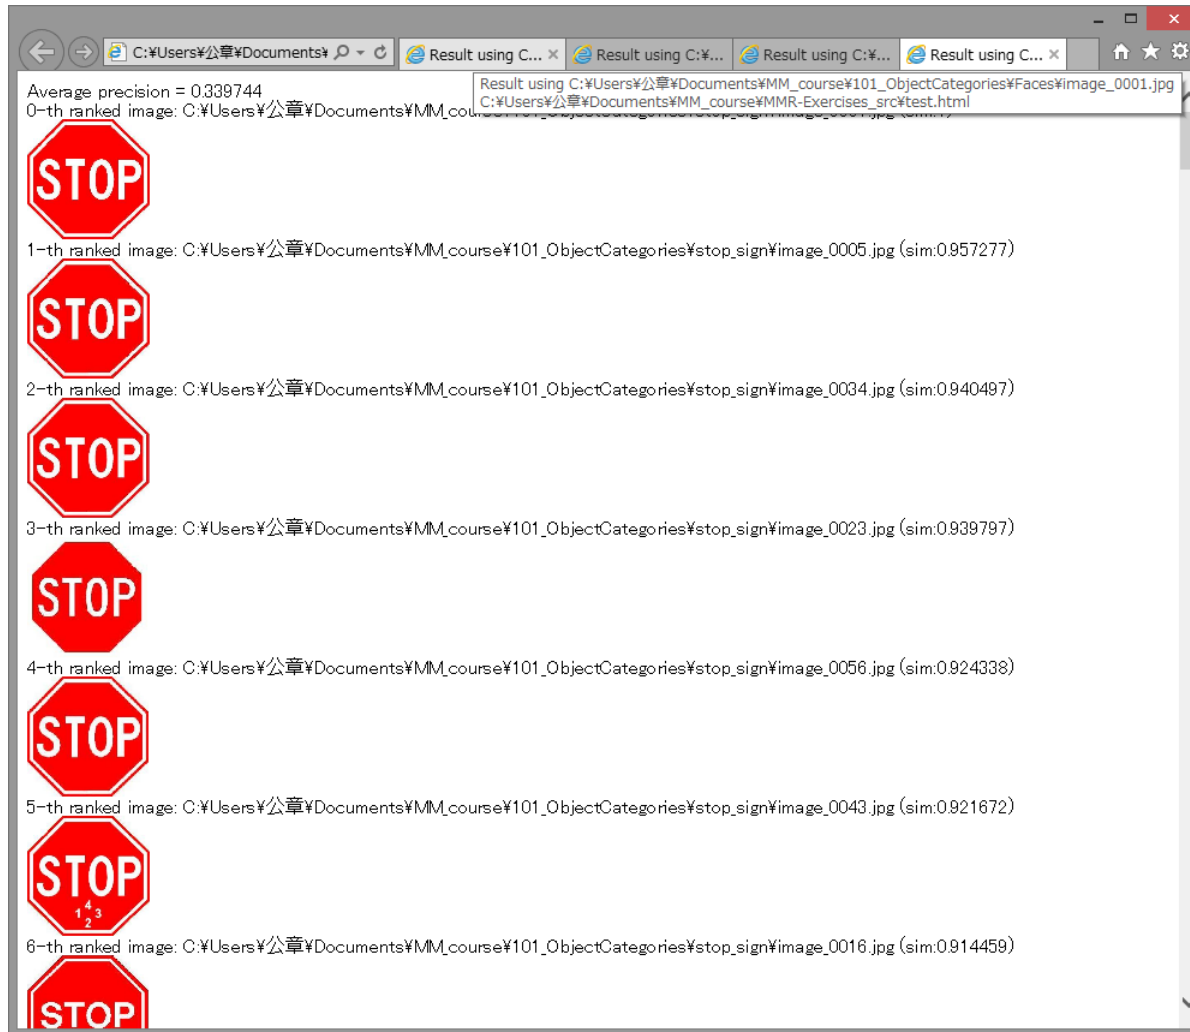 C:¥Users¥公章¥Documents¥
Result using C...
Result using C:¥...
Result using C:¥...
Result using C...
Result using C:¥Users¥公章¥Documents¥MM_course¥101_ObjectCategories¥Faces¥image_0001.jpg
C:¥Users¥公章¥Documents¥MM_course¥MMR-Exercises_src¥test.html
Average precision = 0.339744
0-th ranked image: C:¥Users¥公章¥Documents¥MM_course¥101_ObjectCategories¥stop_sign¥image_0001.jpg (sim:1)
STOP
1-th ranked image: C:¥Users¥公章¥Documents¥MM_course¥101_ObjectCategories¥stop_sign¥image_0005.jpg (sim:0.957277)
STOP
2-th ranked image: C:¥Users¥公章¥Documents¥MM_course¥101_ObjectCategories¥stop_sign¥image_0034.jpg (sim:0.940497)
STOP
3-th ranked image: C:¥Users¥公章¥Documents¥MM_course¥101_ObjectCategories¥stop_sign¥image_0023.jpg (sim:0.939797)
STOP
4-th ranked image: C:¥Users¥公章¥Documents¥MM_course¥101_ObjectCategories¥stop_sign¥image_0056.jpg (sim:0.924338)
STOP
5-th ranked image: C:¥Users¥公章¥Documents¥MM_course¥101_ObjectCategories¥stop_sign¥image_0043.jpg (sim:0.921672)
STOP
4
1 3
2
6-th ranked image: C:¥Users¥公章¥Documents¥MM_course¥101_ObjectCategories¥stop_sign¥image_0016.jpg (sim:0.914459)
STOP